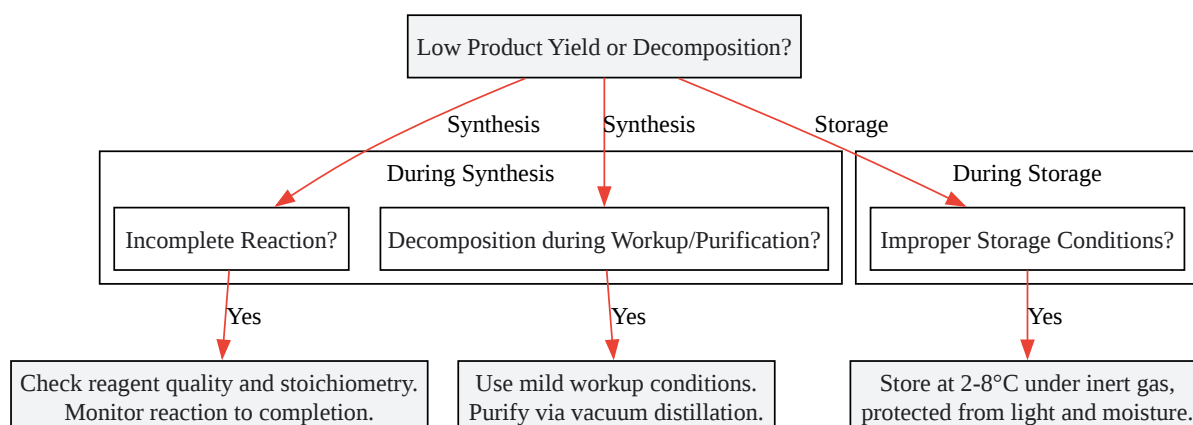 Low Product Yield or Decomposition?
Synthesis
Synthesis
Storage
During Synthesis
During Storage
Incomplete Reaction?
Decomposition during Workup/Purification?
Improper Storage Conditions?
Yes
Yes
Yes
Check reagent quality and stoichiometry.
Monitor reaction to completion.
Use mild workup conditions.
Purify via vacuum distillation.
Store at 2-8°C under inert gas,
protected from light and moisture.